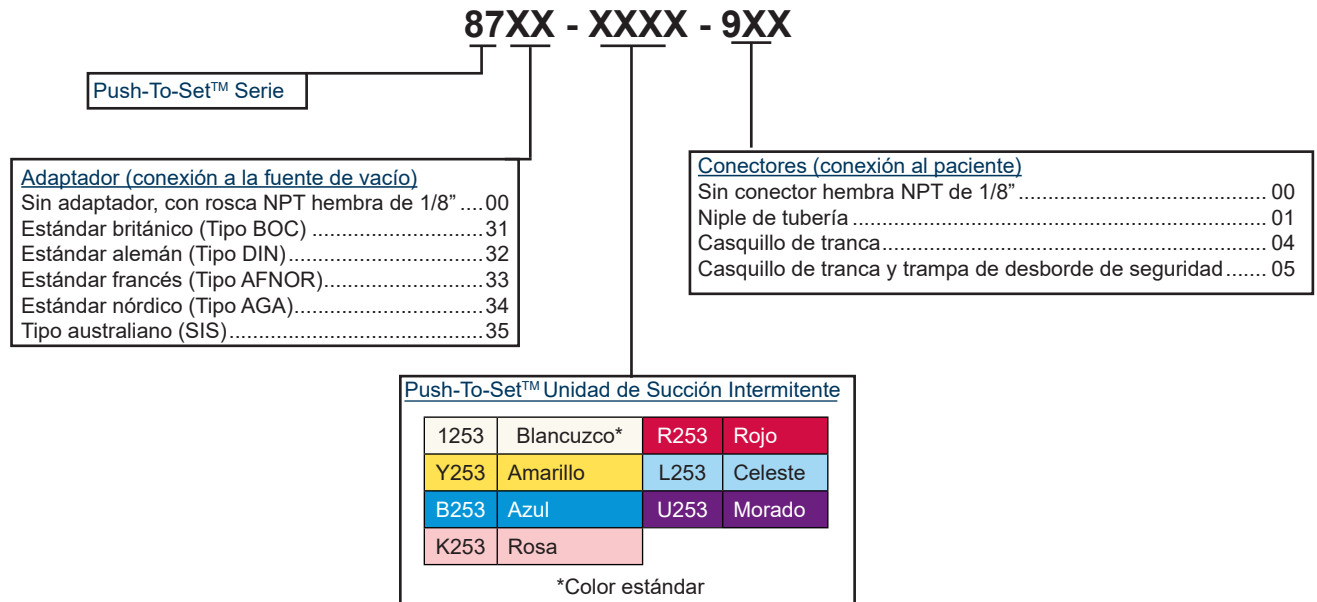 87XX - XXXX - 9XX
Push-To-Set™ Serie
Adaptador (conexión a la fuente de vacío)
Sin adaptador, con rosca NPT hembra de 1/8” ....00
Estándar británico (Tipo BOC) ...............................31
Estándar alemán (Tipo DIN)...................................32
Estándar francés (Tipo AFNOR).............................33
Estándar nórdico (Tipo AGA)..................................34
Tipo australiano (SIS).............................................35
Conectores (conexión al paciente)
Sin conector hembra NPT de 1/8”............................................ 00
Niple de tubería ........................................................................ 01
Casquillo de tranca................................................................... 04
Casquillo de tranca y trampa de desborde de seguridad....... 05
Push-To-Set™ Unidad de Succión Intermitente
1253 Blancuzco* R253 Rojo
Y253 Amarillo L253 Celeste
B253 Azul U253 Morado
K253 Rosa
*Color estándar